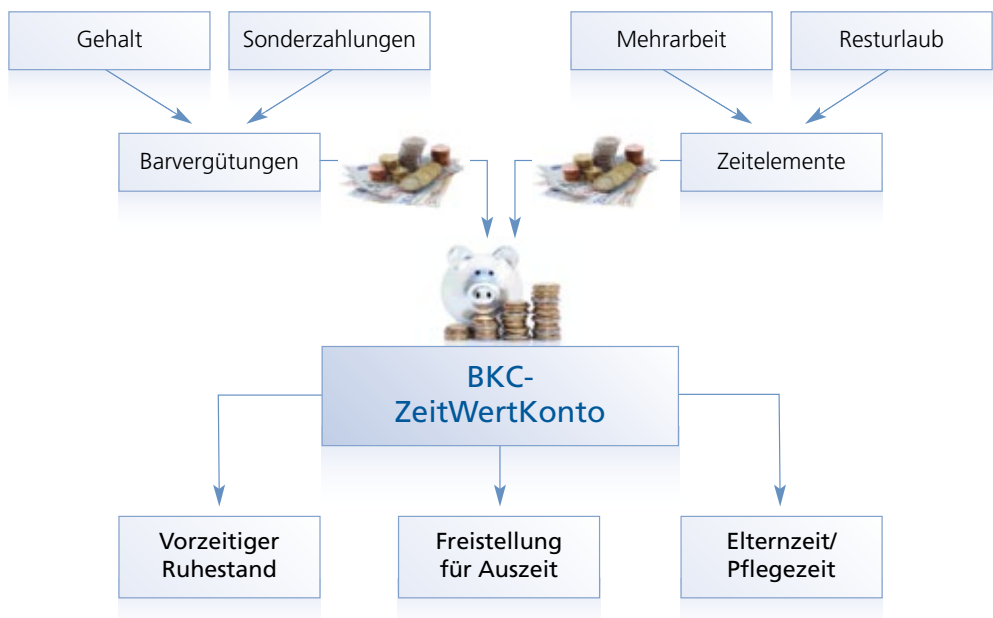 Gehalt
Sonderzahlungen
Mehrarbeit
Resturlaub
Barvergütungen
Zeitelemente
BKC-
ZeitWertKonto
Vorzeitiger
Ruhestand
Freistellung
für Auszeit
Elternzeit/
Pflegezeit